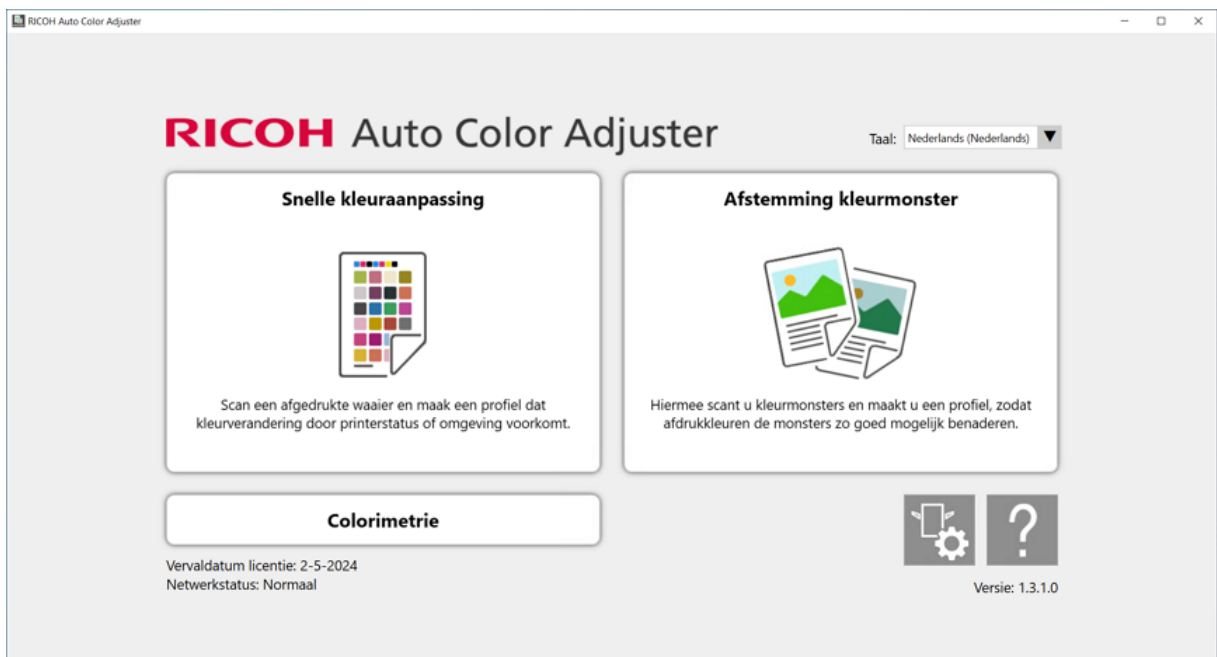 RICOH Auto Color Adjuster
RICOH Auto Color Adjuster
Taal: Nederlands (Nederlands)
Snelle kleuraanpassing
Scan een afgedrukte waaier en maak een profiel dat
kleurverandering door printerstatus of omgeving voorkomt.
Afstemming kleurmonster
Hiermee scant u kleurmonsters en maakt u een profiel, zodat
afdrukkleuren de monsters zo goed mogelijk benaderen.
Colorimetrie
?
Vervaldatum licentie: 2-5-2024
Netwerkstatus: Normaal
Versie: 1.3.1.0